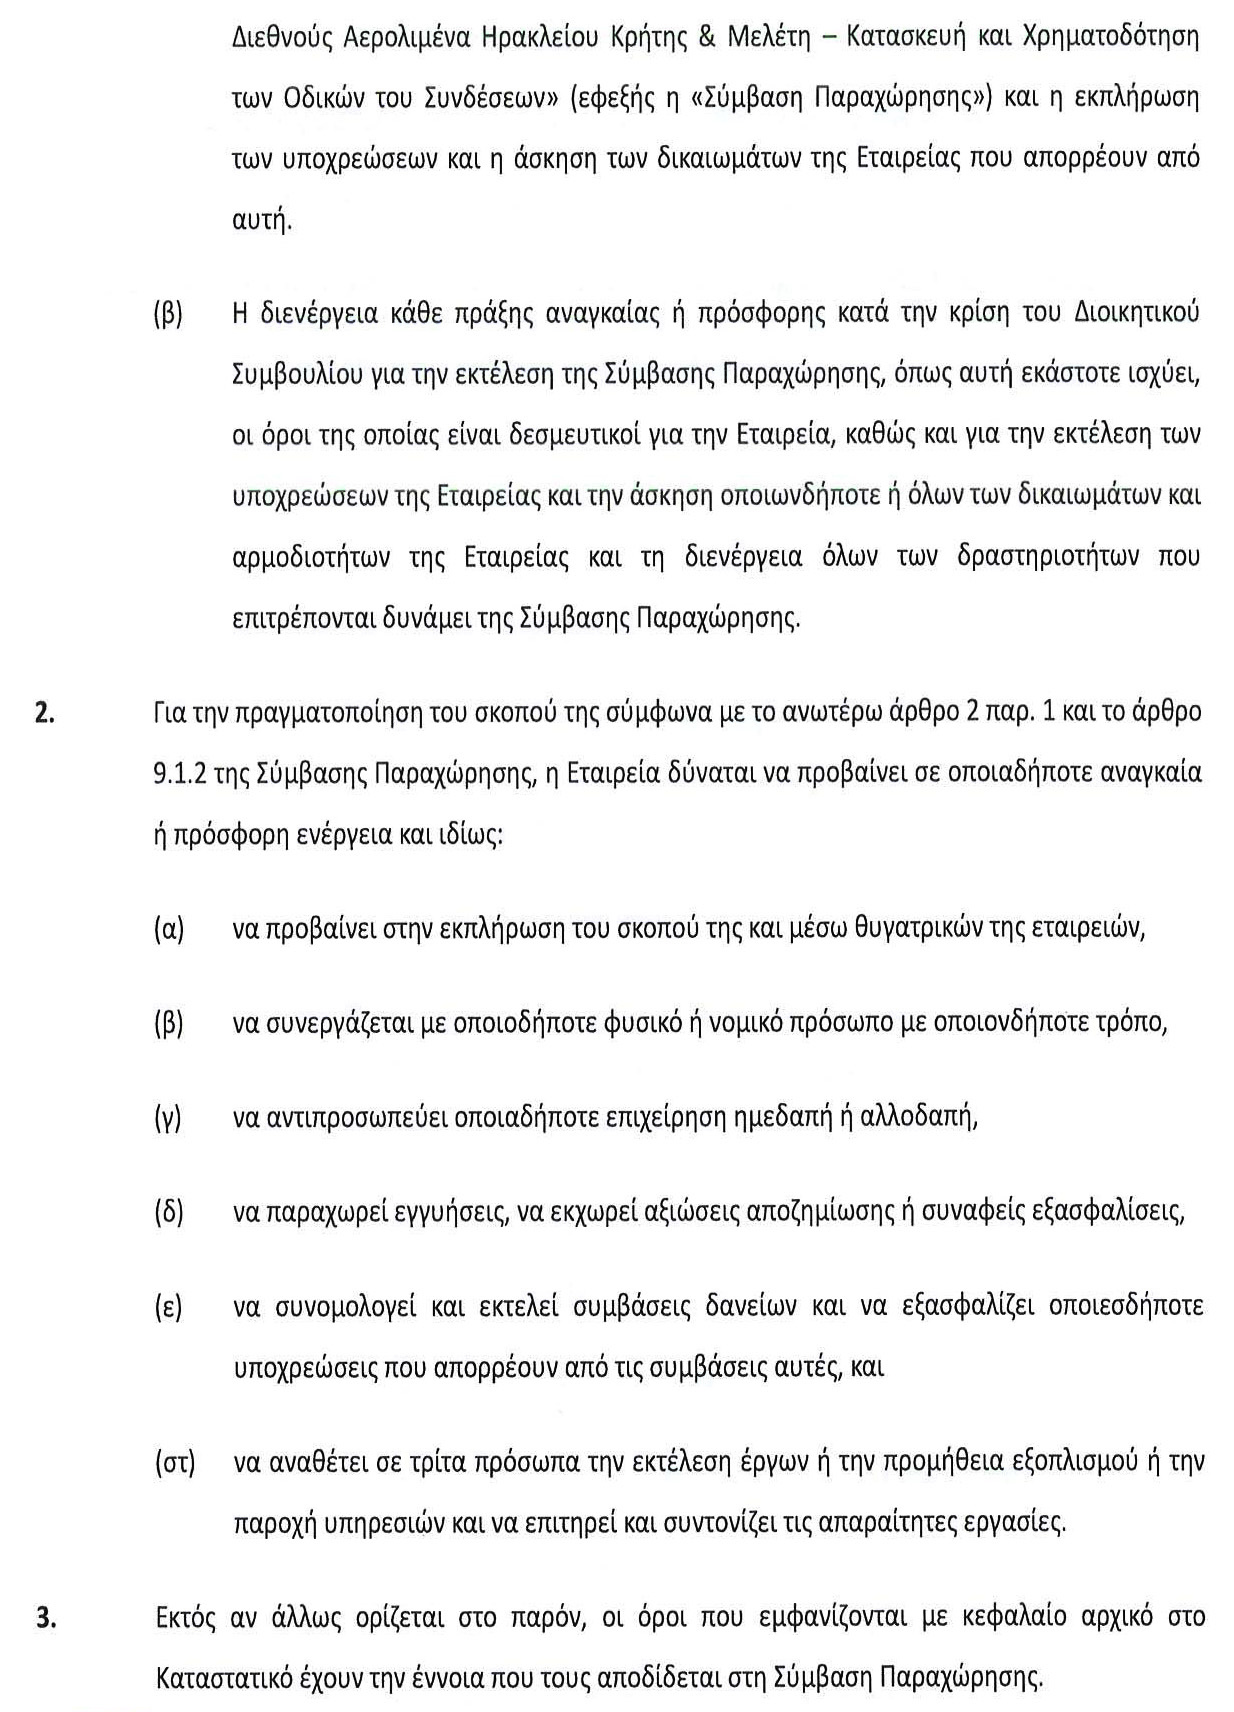 Διεθνούς Αερολιμένα Ηρακλείου Κρήτης & Μελέτη – Κατασκευή και Χρηματοδότηση
των Οδικών του Συνδέσεων» (εφεξής η «Σύμβαση Παραχώρησης») και η εκπλήρωση
των υποχρεώσεων και η άσκηση των δικαιωμάτων της Εταιρείας που απορρέουν από
αυτή.
(β) Η διενέργεια κάθε πράξης αναγκαίας ή πρόσφορης κατά την κρίση του Διοικητικού
Συμβουλίου για την εκτέλεση της Σύμβασης Παραχώρησης, όπως αυτή εκάστοτε ισχύει,
οι όροι της οποίας είναι δεσμευτικοί για την Εταιρεία, καθώς και για την εκτέλεση των
υποχρεώσεων της Εταιρείας και την άσκηση οποιωνδήποτε ή όλων των δικαιωμάτων και
αρμοδιοτήτων της Εταιρείας και τη διενέργεια όλων των δραστηριοτήτων που
επιτρέπονται δυνάμει της Σύμβασης Παραχώρησης.
2. Για την πραγματοποίηση του σκοπού της σύμφωνα με το ανωτέρω άρθρο 2 παρ. 1 και το άρθρο
9.1.2 της Σύμβασης Παραχώρησης, η Εταιρεία δύναται να προβαίνει σε οποιαδήποτε αναγκαία
ή πρόσφορη ενέργεια και ιδίως:
(α) να προβαίνει στην εκπλήρωση του σκοπού της και μέσω θυγατρικών της εταιρειών,
(β) να συνεργάζεται με οποιοδήποτε φυσικό ή νομικό πρόσωπο με οποιονδήποτε τρόπο,
(γ) να αντιπροσωπεύει οποιαδήποτε επιχείρηση ημεδαπή ή αλλοδαπή,
(δ) να παραχωρεί εγγυήσεις, να εκχωρεί αξιώσεις αποζημίωσης ή συναφείς εξασφαλίσεις,
(ε) να συνομολογεί και εκτελεί συμβάσεις δανείων και να εξασφαλίζει οποιεσδήποτε
υποχρεώσεις που απορρέουν από τις συμβάσεις αυτές, και
(στ) να αναθέτει σε τρίτα πρόσωπα την εκτέλεση έργων ή την προμήθεια εξοπλισμού ή την
παροχή υπηρεσιών και να επιτηρεί και συντονίζει τις απαραίτητες εργασίες.
3. Εκτός αν άλλως ορίζεται στο παρόν, οι όροι που εμφανίζονται με κεφαλαίο αρχικό στο
Καταστατικό έχουν την έννοια που τους αποδίδεται στη Σύμβαση Παραχώρησης.